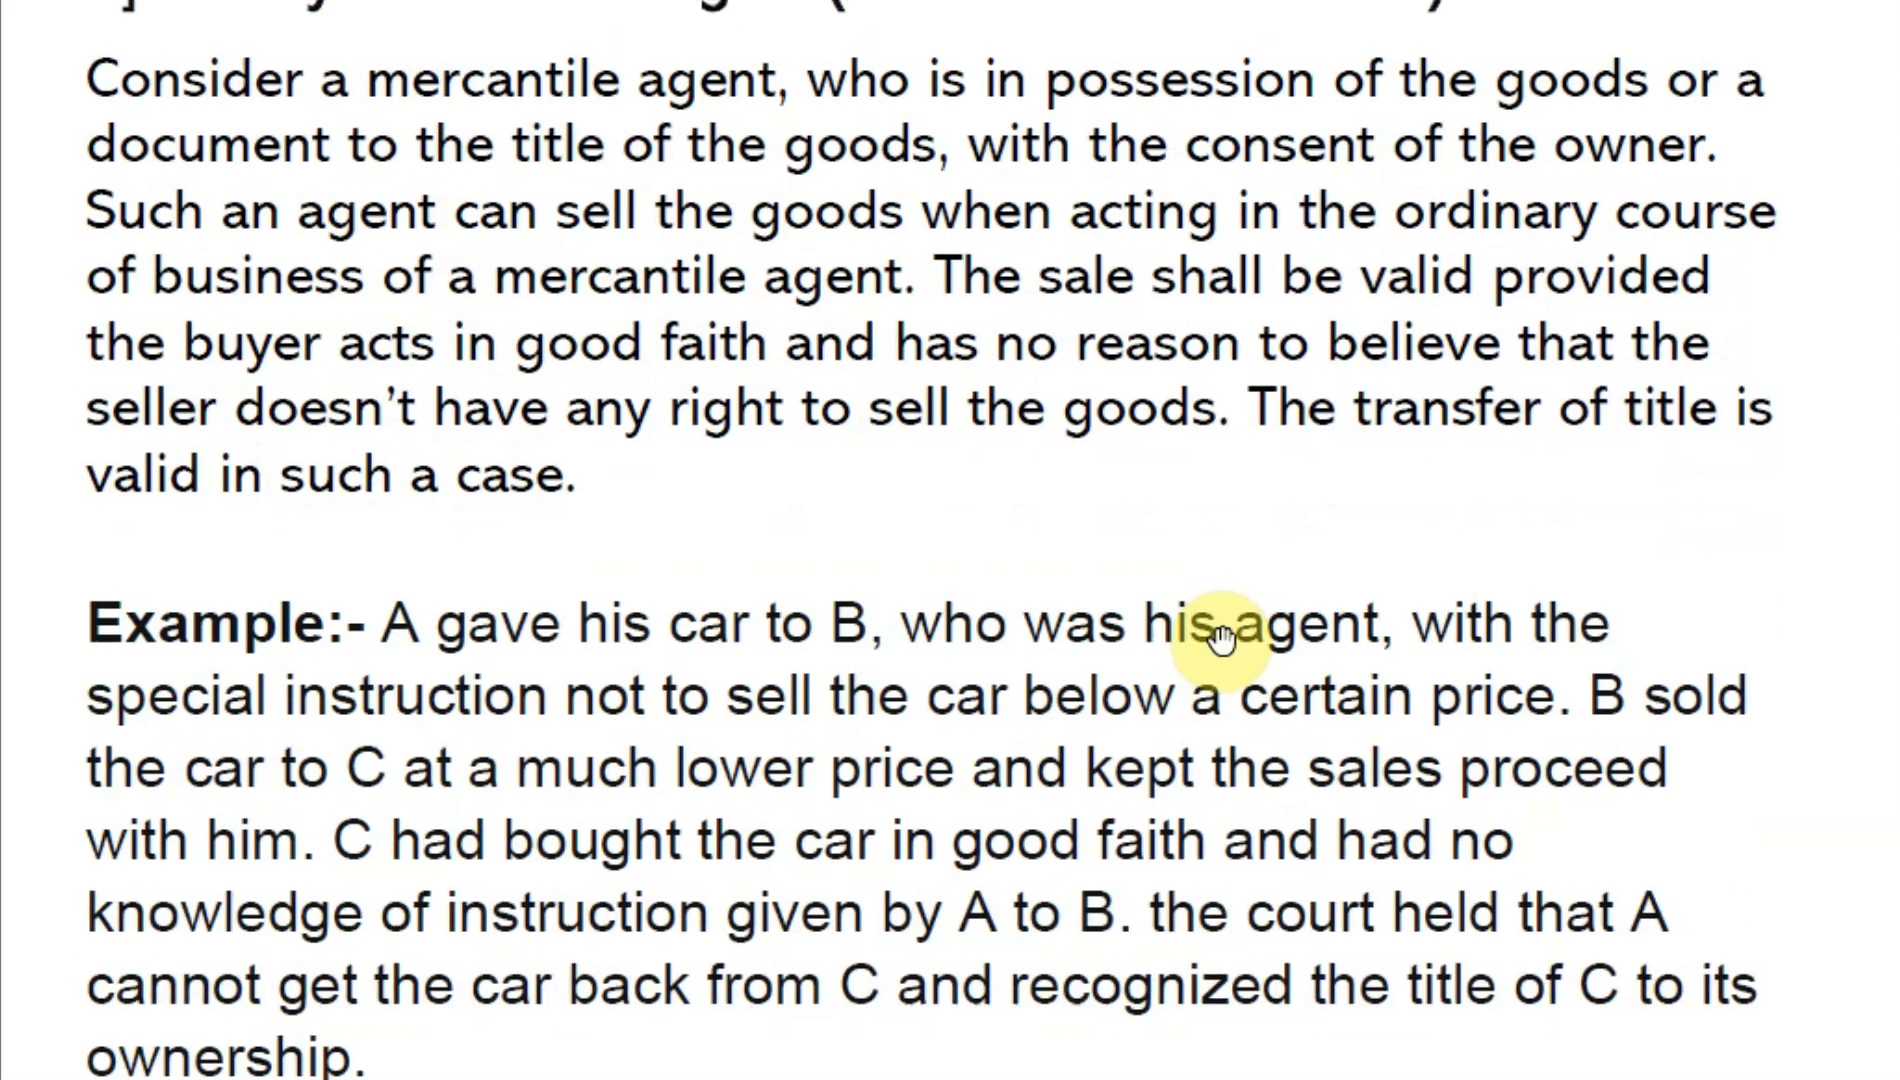 Consider a mercantile agent, who is in possession of the goods or a
document to the title of the goods, with the consent of the owner.
Such an agent can sell the goods when acting in the ordinary course
of business of a mercantile agent. The sale shall be valid provided
the buyer acts in good faith and has no reason to believe that the
seller doesn’t have any right to sell the goods. The transfer of title is
valid in such a case.
Example:- A gave his car to B, who was his agent, with the
special instruction not to sell the car below a certain price. B sold
the car to C at a much lower price and kept the sales proceed
with him. C had bought the car in good faith and had no
knowledge of instruction given by A to B. the court held that A
cannot get the car back from C and recognized the title of C to its
ownership.